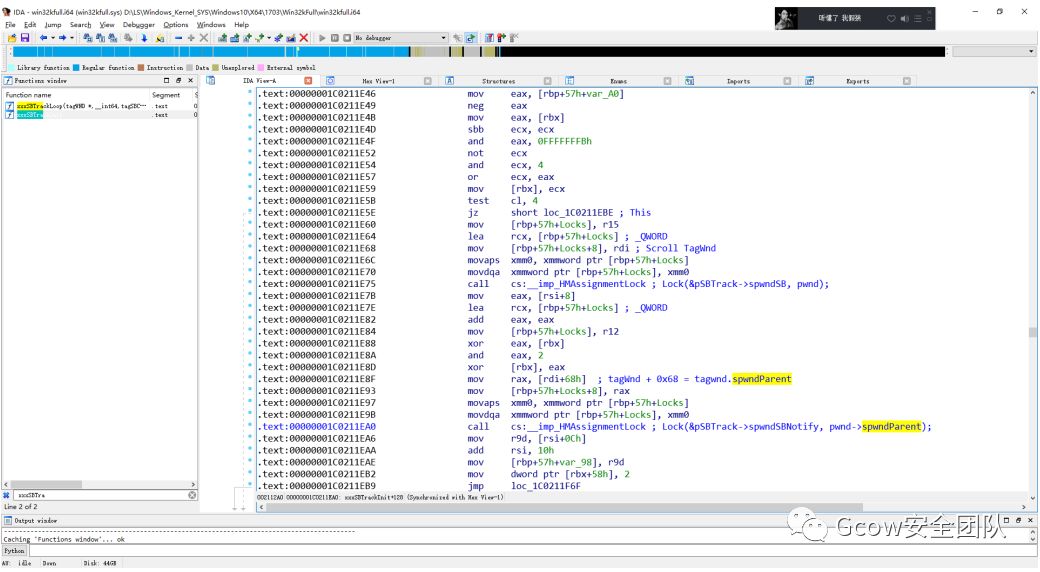 IDA - win32kfull.i64 (win32kfull.sys) D:\LS\Windows_Kernel_SYS\Windows10\X64\1703\Win32kFull\win32kfull.i64
听懂了 我假装
File Edit Jump Search View Debugger Options Windows Help
No debugger
Library function Regular function Instruction Data Unexplored External symbol
Functions window
IDA View-A Hex View-1 Structures Enums Imports Exports
Function name Segment
xxxSBTrackLoop(tagWND *,__int64,tagSBC… .text 0
xxxSBTra .text 0
.text:00000001C0211E46 mov eax, [rbp+57h+var_A0]
.text:00000001C0211E49 neg eax
.text:00000001C0211E4B mov eax, [rbx]
.text:00000001C0211E4D sbb ecx, ecx
.text:00000001C0211E4F and eax, 0FFFFFFFBh
.text:00000001C0211E52 not ecx
.text:00000001C0211E54 and ecx, 4
.text:00000001C0211E57 or ecx, eax
.text:00000001C0211E59 mov [rbx], ecx
.text:00000001C0211E5B test cl, 4
.text:00000001C0211E5E jz short loc_1C0211EBE ; This
.text:00000001C0211E60 mov [rbp+57h+Locks], r15
.text:00000001C0211E64 lea rcx, [rbp+57h+Locks] ; _QWORD
.text:00000001C0211E68 mov [rbp+57h+Locks+8], rdi ; Scroll TagWnd
.text:00000001C0211E6C movaps xmm0, xmmword ptr [rbp+57h+Locks]
.text:00000001C0211E70 movdqa xmmword ptr [rbp+57h+Locks], xmm0
.text:00000001C0211E75 call cs:__imp_HMAssignmentLock ; Lock(&pSBTrack->spwndSB, pwnd);
.text:00000001C0211E7B mov eax, [rsi+8]
.text:00000001C0211E7E lea rcx, [rbp+57h+Locks] ; _QWORD
.text:00000001C0211E82 add eax, eax
.text:00000001C0211E84 mov [rbp+57h+Locks], r12
.text:00000001C0211E88 xor eax, [rbx]
.text:00000001C0211E8A and eax, 2
.text:00000001C0211E8D xor [rbx], eax
.text:00000001C0211E8F mov rax, [rdi+68h] ; tagWnd + 0x68 = tagwnd.spwndParent
.text:00000001C0211E93 mov [rbp+57h+Locks+8], rax
.text:00000001C0211E97 movaps xmm0, xmmword ptr [rbp+57h+Locks]
.text:00000001C0211E9B movdqa xmmword ptr [rbp+57h+Locks], xmm0
.text:00000001C0211EA0 call cs:__imp_HMAssignmentLock ; Lock(&pSBTrack->spwndSBNotify, pwnd->spwndParent);
.text:00000001C0211EA6 mov r9d, [rsi+0Ch]
.text:00000001C0211EAA add rsi, 10h
.text:00000001C0211EAE mov [rbp+57h+var_98], r9d
.text:00000001C0211EB2 mov dword ptr [rbx+58h], 2
.text:00000001C0211EB9 jmp loc_1C0211F6F
xxxSBTra
002112A0 00000001C0211EA0: xxxSBTrackInit+128 (Synchronized with Hex View-1)
Line 2 of 2
Output window
Caching 'Functions window'... ok
Python
AU: idle Down Disk: 44GB
Gcow安全团队